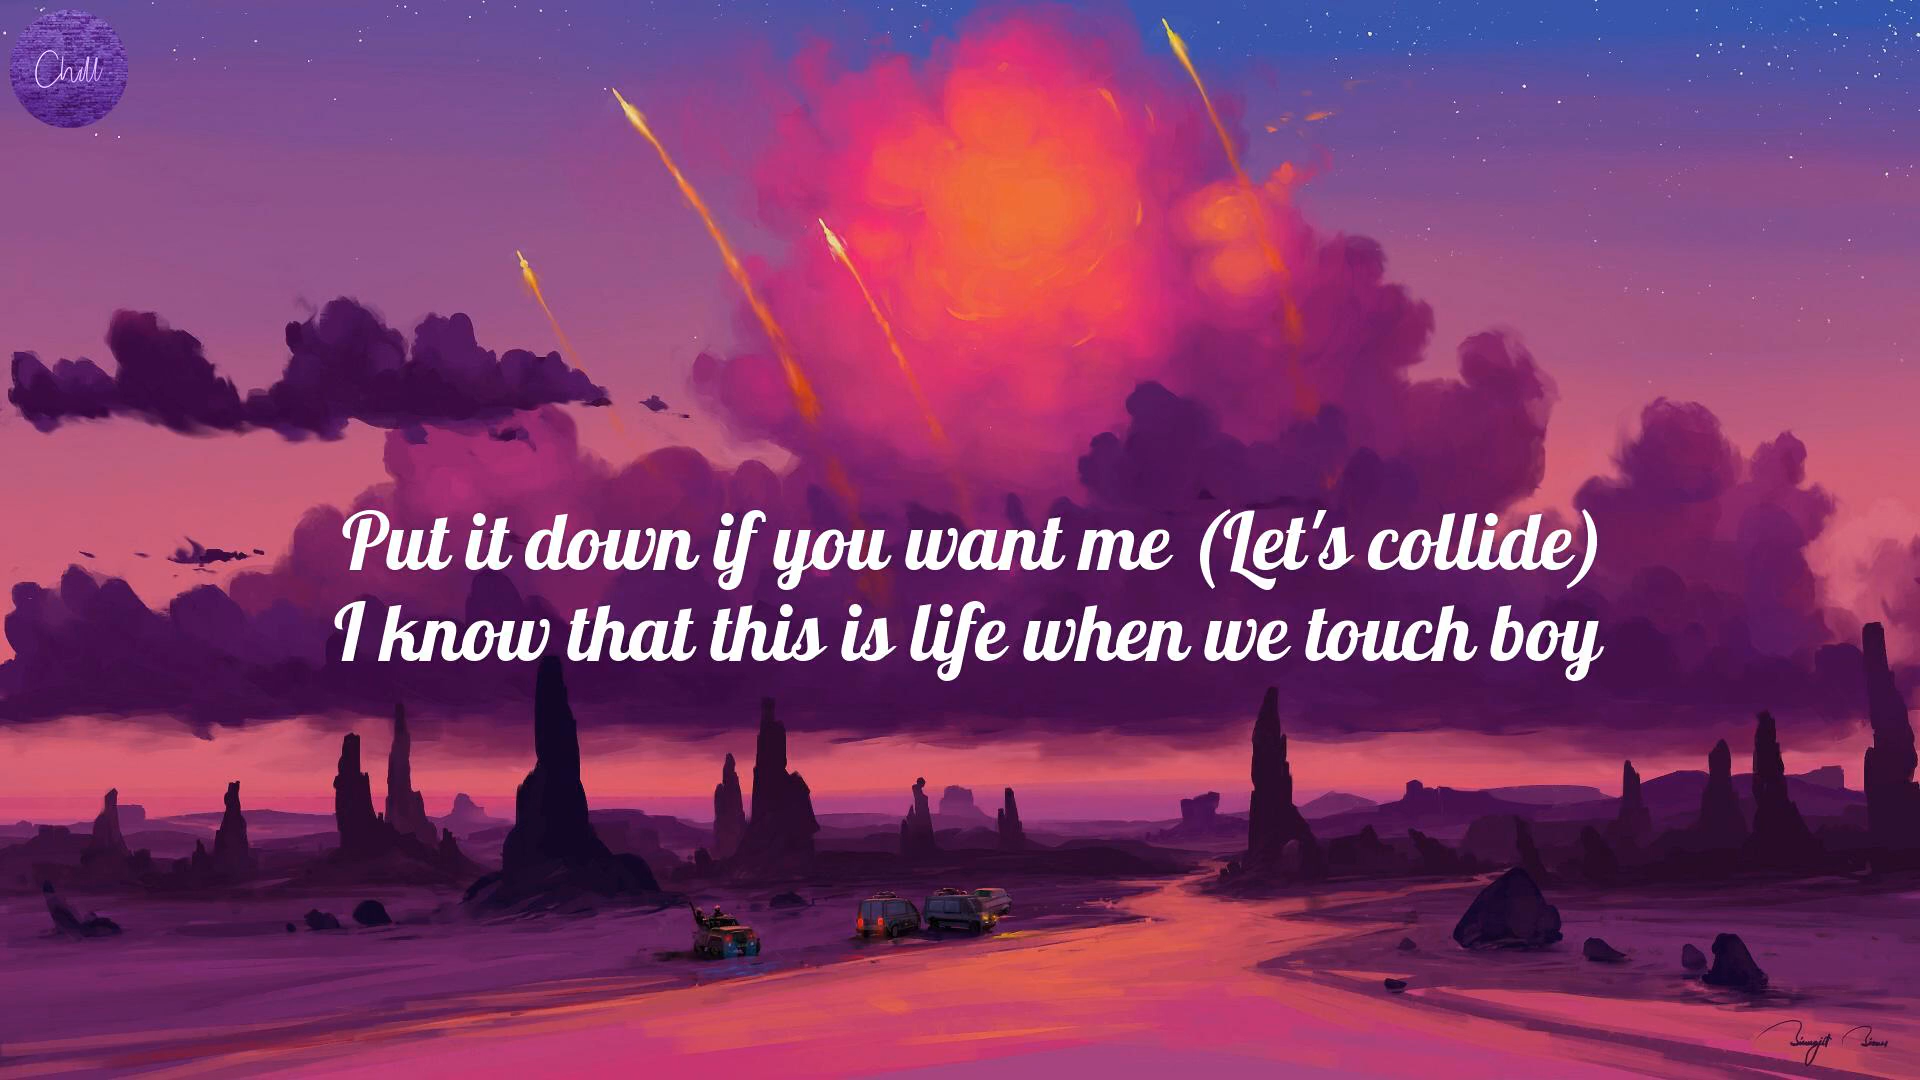 Chill
Put it down if you want me (Let's collide)
I know that this is life when we touch boy